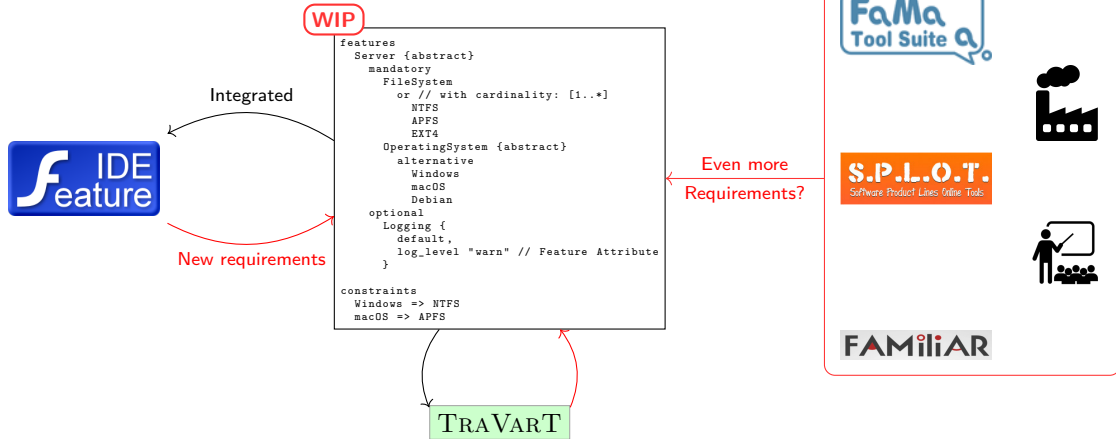 WIP
features
Server {abstract}
mandatory
FileSystem
or // with cardinality: [1..*]
NTFS
APFS
EXT4
OperatingSystem {abstract}
alternative
Windows
macOS
Debian
optional
Logging {
default,
log_level "warn" // Feature Attribute
}
constraints
Windows => NTFS
macOS => APFS
Integrated
IDE
feature
New requirements
Even more
Requirements?
FaMa
Tool Suite
S.P.L.O.T.
Software Product Lines Online Tools
FAMiliAR
TRAVART